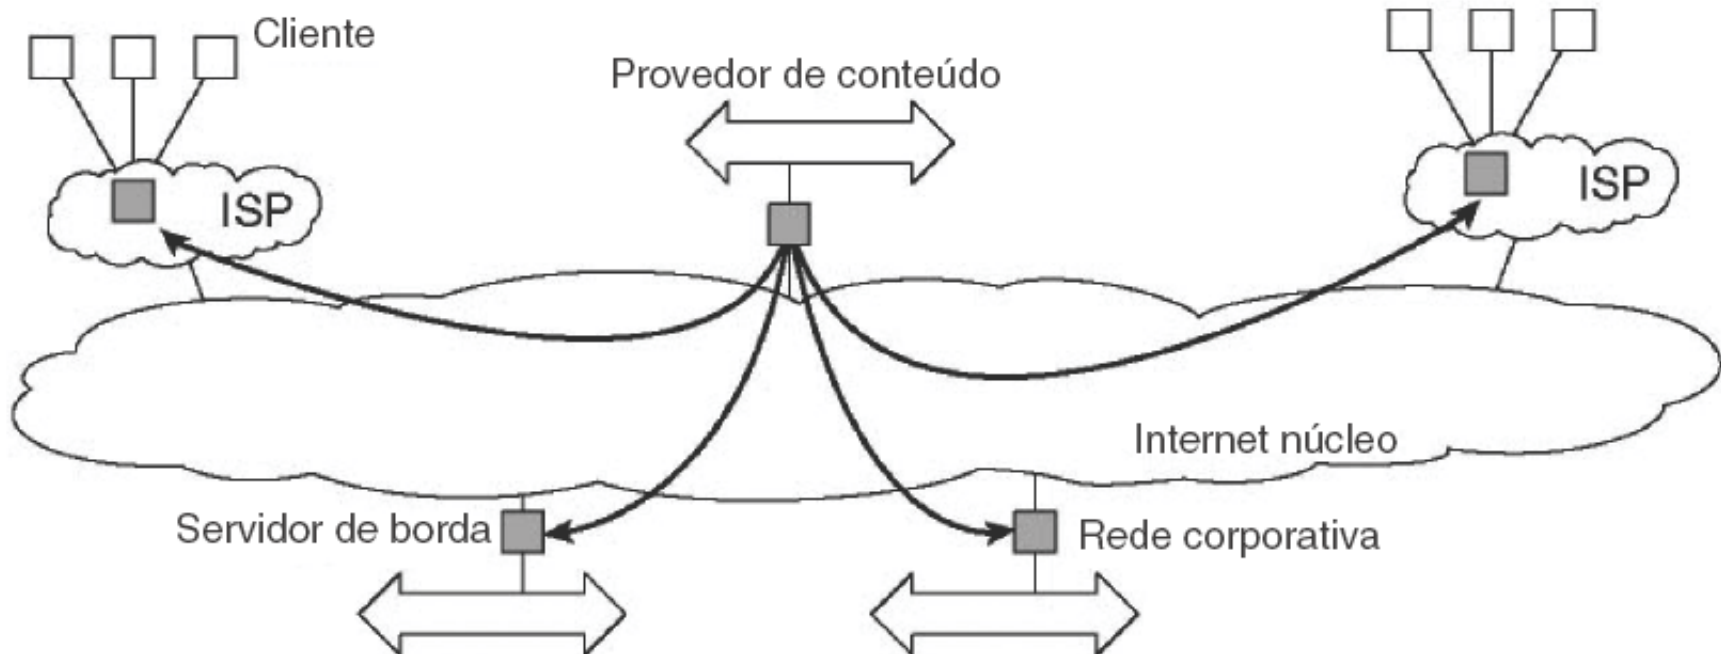 Cliente
Provedor de conteúdo
ISP
ISP
Internet núcleo
Servidor de borda
Rede corporativa